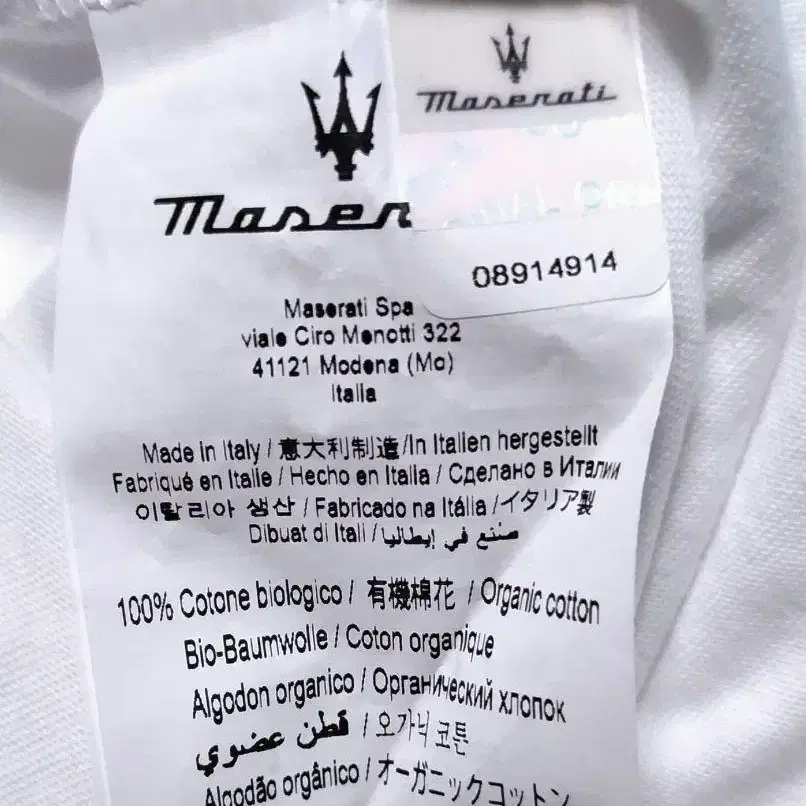 Maserati
08914914
Maser
Maserati Spa
viale Ciro Menotti 322
41121 Modena (Mo)
Italia
Made in Italy / 意大利制造 /In Italien hergestellt
Fabriqué en Italie / Hecho en Italia / Сделано в Италии
이탈리아 생산 / Fabricado na Itália /イタリア製
Dibuat di Itali / صنع في إيطاليا
100% Cotone biologico / 有機棉花 / Organic cotton
Bio-Baumwolle / Coton organique
Algodon organico / Органический хлопок
قطن عضوي / 오가닉 코튼
Algodão orgânico / オーガニックコットン